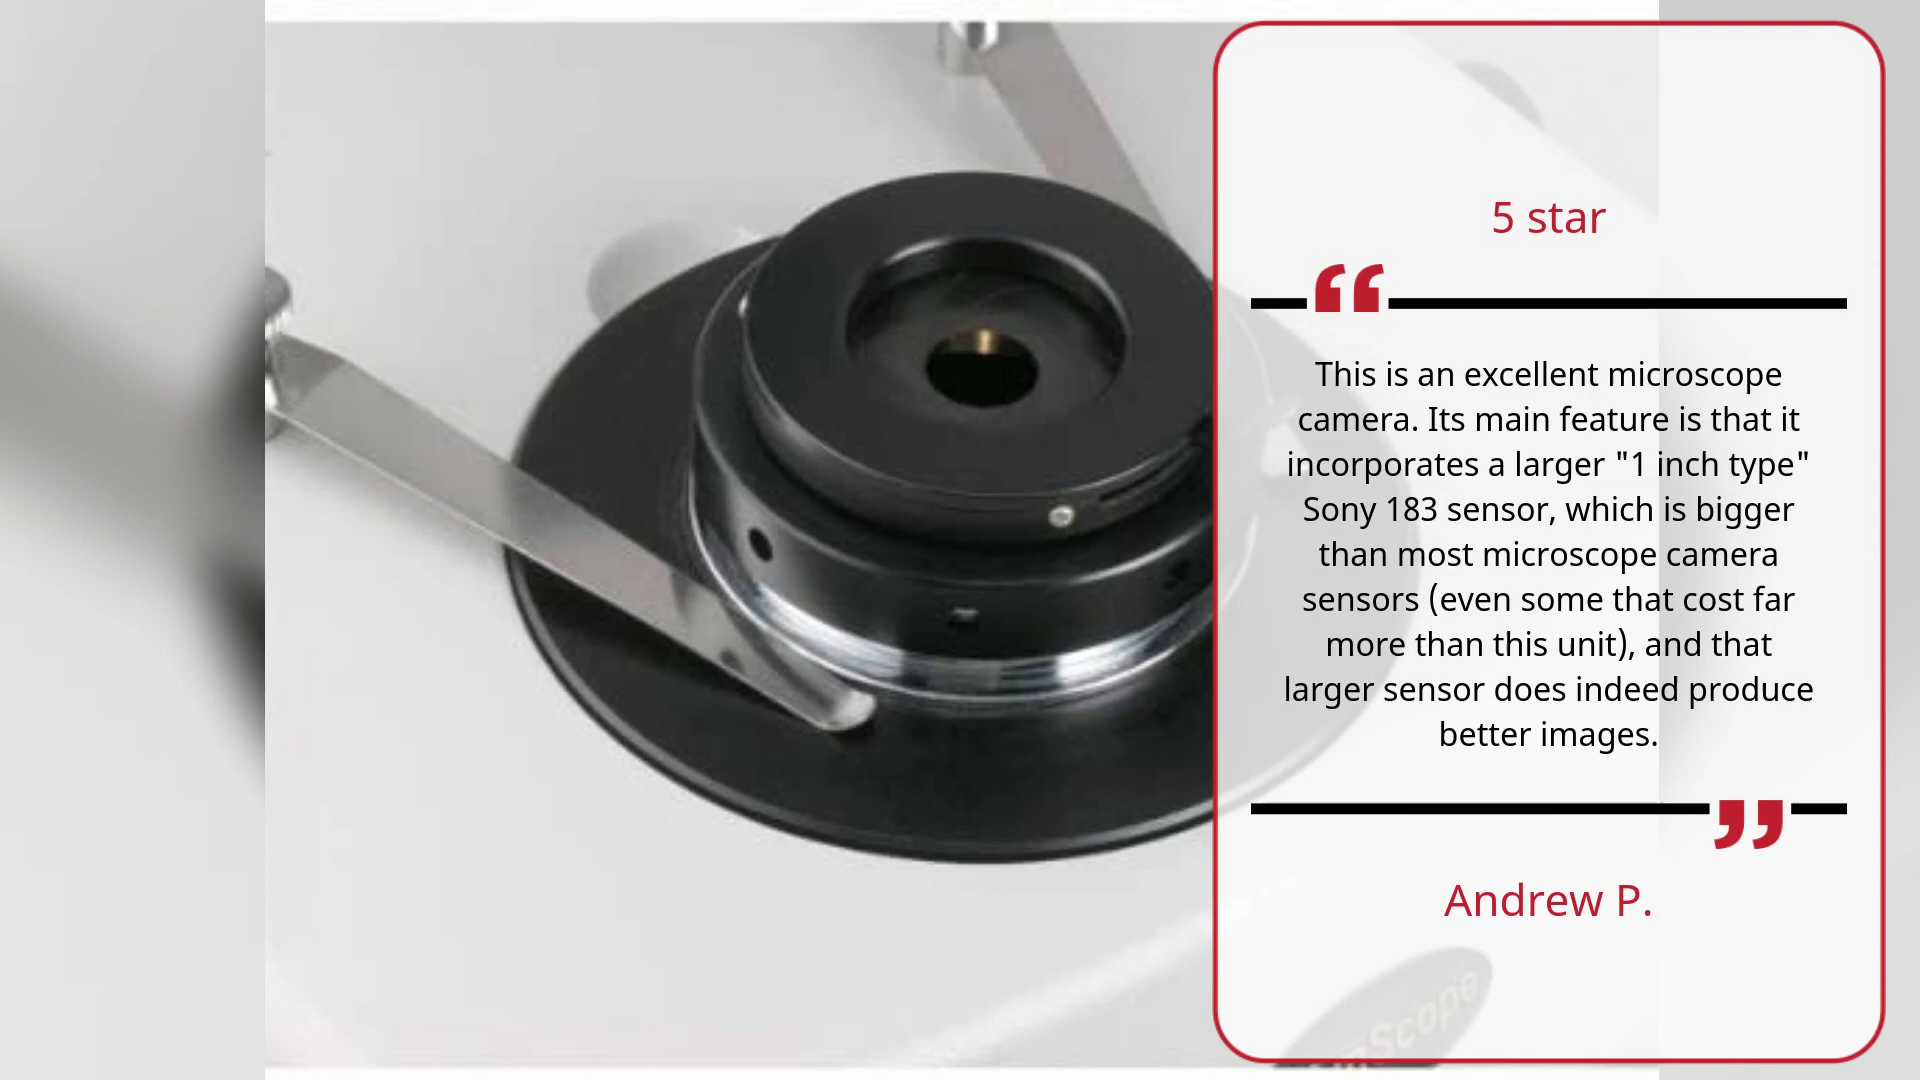 5 star
“
This is an excellent microscope
camera. Its main feature is that it
incorporates a larger "1 inch type"
Sony 183 sensor, which is bigger
than most microscope camera
sensors (even some that cost far
more than this unit), and that
larger sensor does indeed produce
better images.
”
Andrew P.